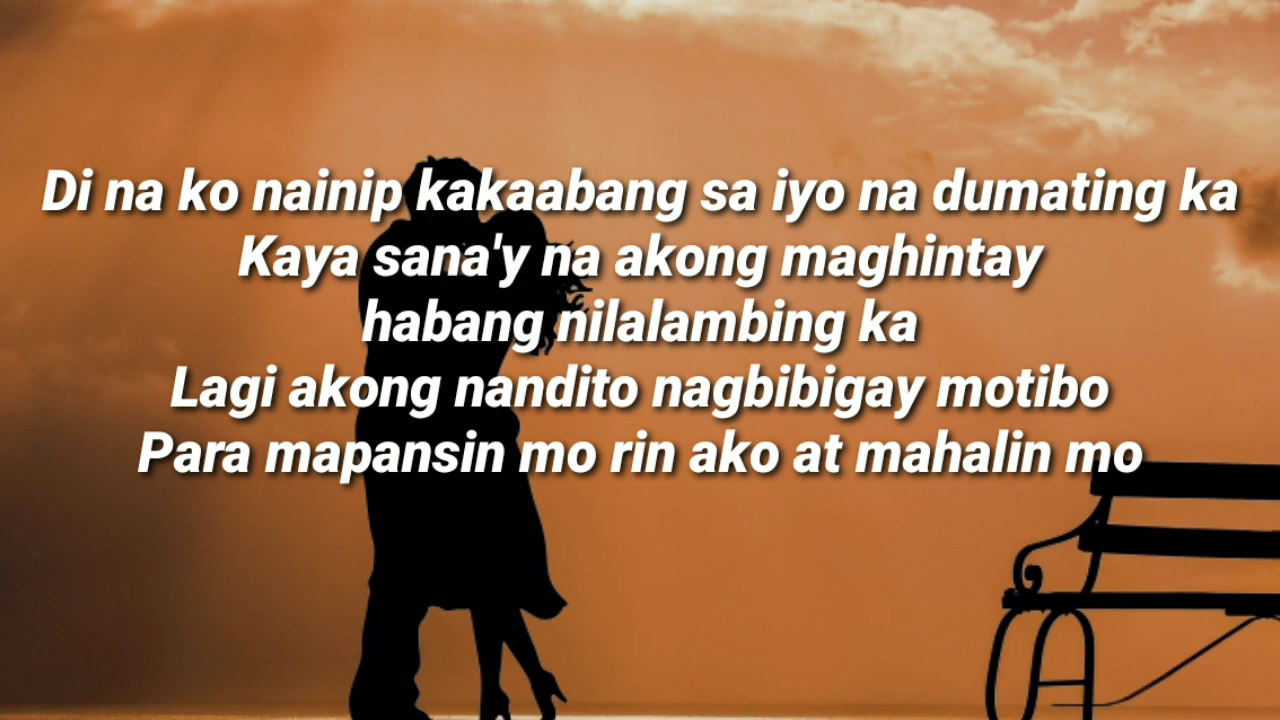 Di na ko nainip kakaabang sa iyo na dumating ka
Kaya sana'y na akong maghintay
habang nilalambing ka
Lagi akong nandito nagbibigay motibo
Para mapansin mo rin ako at mahalin mo